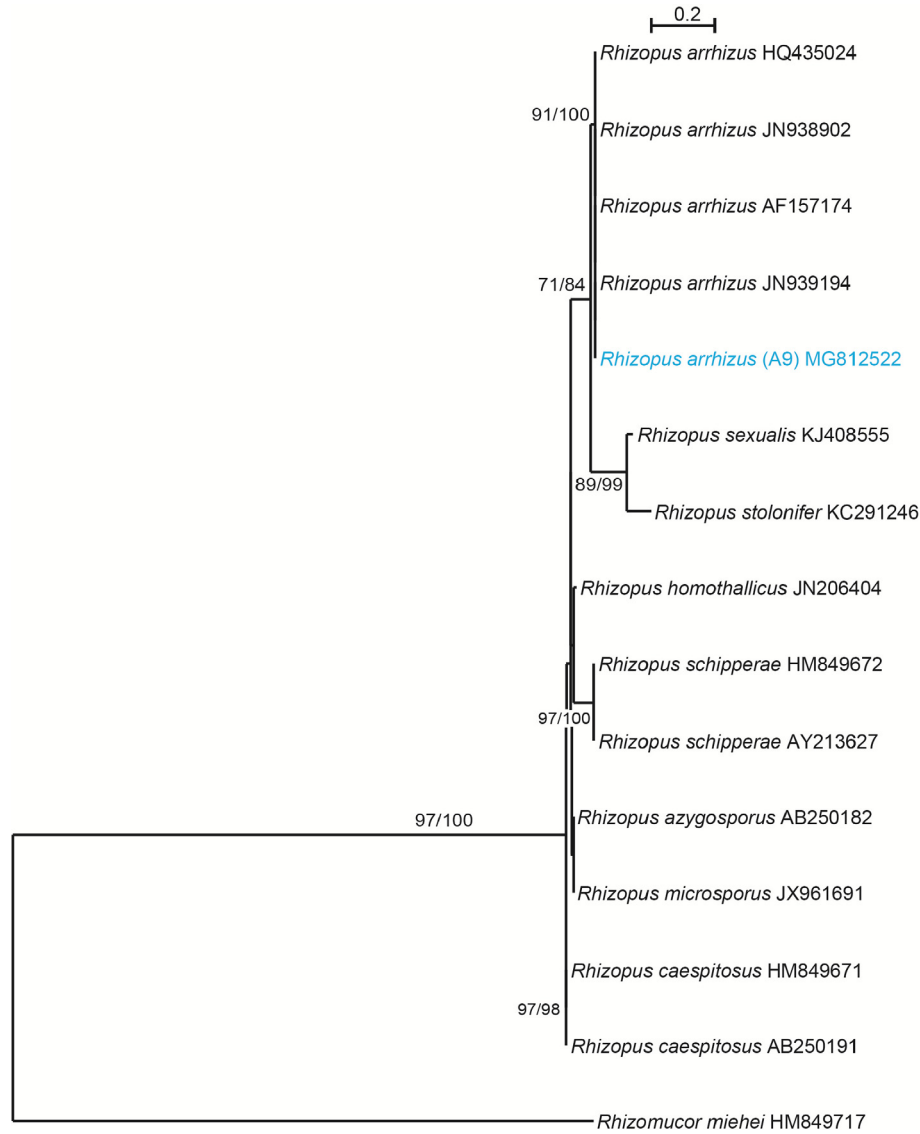 0.2
Rhizopus arrhizus HQ435024
91/100
Rhizopus arrhizus JN938902
Rhizopus arrhizus AF157174
71/84
Rhizopus arrhizus JN939194
Rhizopus arrhizus (A9) MG812522
Rhizopus sexualis KJ408555
89/99
Rhizopus stolonifer KC291246
Rhizopus homothallicus JN206404
Rhizopus schipperae HM849672
97/100
Rhizopus schipperae AY213627
Rhizopus azygosporus AB250182
97/100
Rhizopus microsporus JX961691
Rhizopus caespitosus HM849671
97/98
Rhizopus caespitosus AB250191
Rhizomucor miehei HM849717